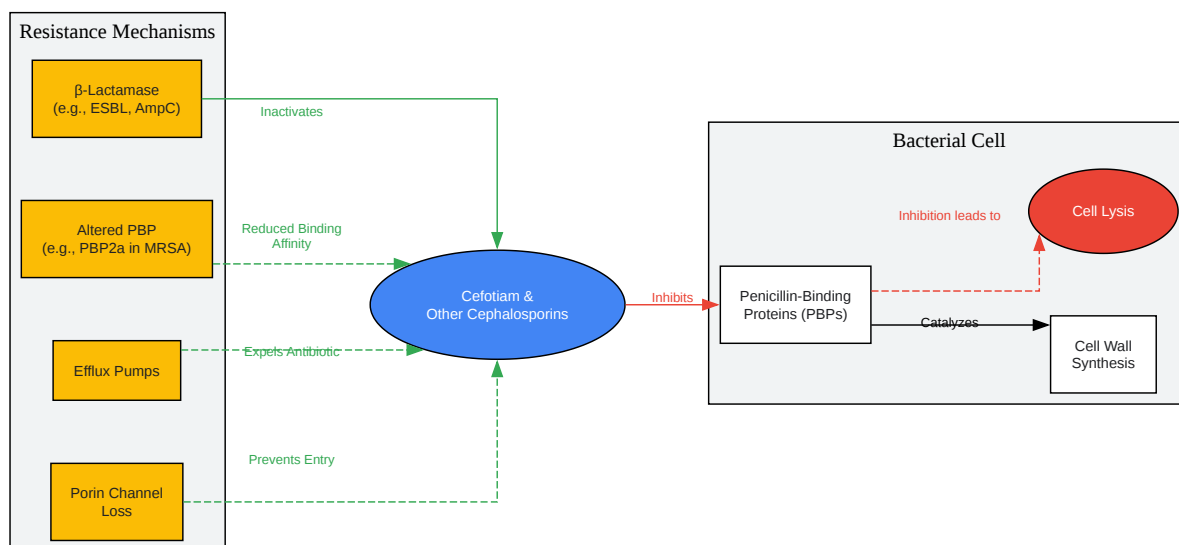 Resistance Mechanisms
β-Lactamase
(e.g., ESBL, AmpC)
Inactivates
Altered PBP
(e.g., PBP2a in MRSA)
Reduced Binding
Affinity
Efflux Pumps
Expels Antibiotic
Porin Channel
Loss
Prevents Entry
Cefotiam &
Other Cephalosporins
Inhibits
Bacterial Cell
Penicillin-Binding
Proteins (PBPs)
Inhibition leads to
Cell Lysis
Catalyzes
Cell Wall
Synthesis